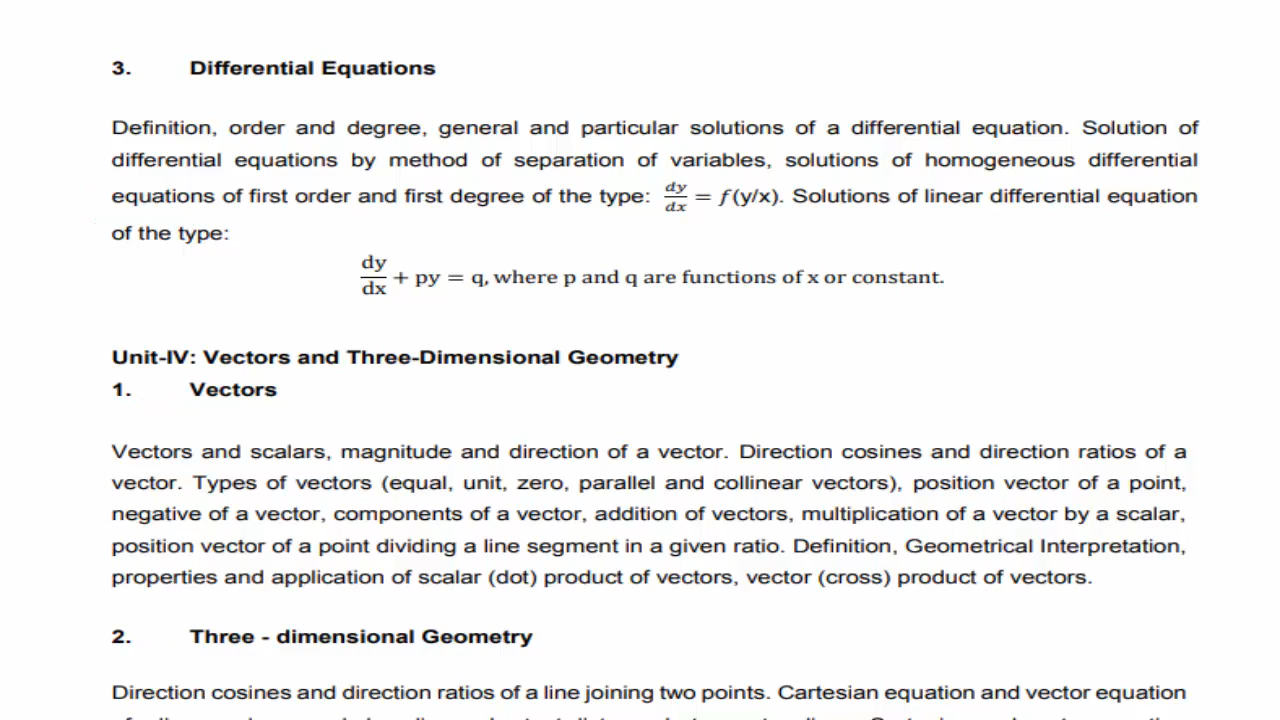 3. Differential Equations
Definition, order and degree, general and particular solutions of a differential equation. Solution of
differential equations by method of separation of variables, solutions of homogeneous differential
equations of first order and first degree of the type: dy/dx = f(y/x). Solutions of linear differential equation
of the type:
dy/dx + py = q, where p and q are functions of x or constant.
Unit-IV: Vectors and Three-Dimensional Geometry
1. Vectors
Vectors and scalars, magnitude and direction of a vector. Direction cosines and direction ratios of a
vector. Types of vectors (equal, unit, zero, parallel and collinear vectors), position vector of a point,
negative of a vector, components of a vector, addition of vectors, multiplication of a vector by a scalar,
position vector of a point dividing a line segment in a given ratio. Definition, Geometrical Interpretation,
properties and application of scalar (dot) product of vectors, vector (cross) product of vectors.
2. Three - dimensional Geometry
Direction cosines and direction ratios of a line joining two points. Cartesian equation and vector equation